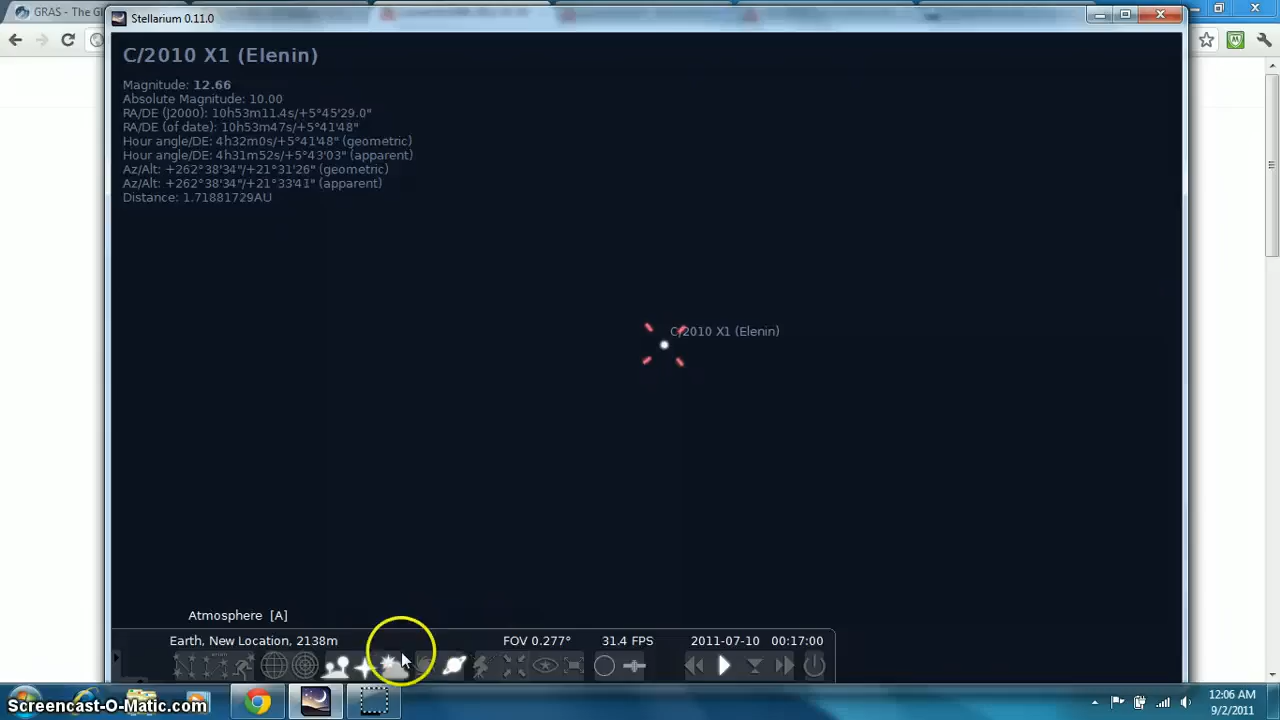 GRAS - The Gl
Stellarium 0.11.0
C/2010 X1 (Elenin)
Magnitude: 12.66
Absolute Magnitude: 10.00
RA/DE (J2000): 10h53m11.4s/+5°45'29.0"
RA/DE (of date): 10h53m47s/+5°41'48"
Hour angle/DE: 4h32m0s/+5°41'48" (geometric)
Hour angle/DE: 4h31m52s/+5°43'03" (apparent)
Az/Alt: +262°38'34"/+21°31'26" (geometric)
Az/Alt: +262°38'34"/+21°33'41" (apparent)
Distance: 1.71881729AU
C/2010 X1 (Elenin)
Atmosphere [A]
Earth, New Location, 2138m FOV 0.277° 31.4 FPS 2011-07-10 00:17:00
12:06 AM
Screencast-O-Matic.com
9/2/2011